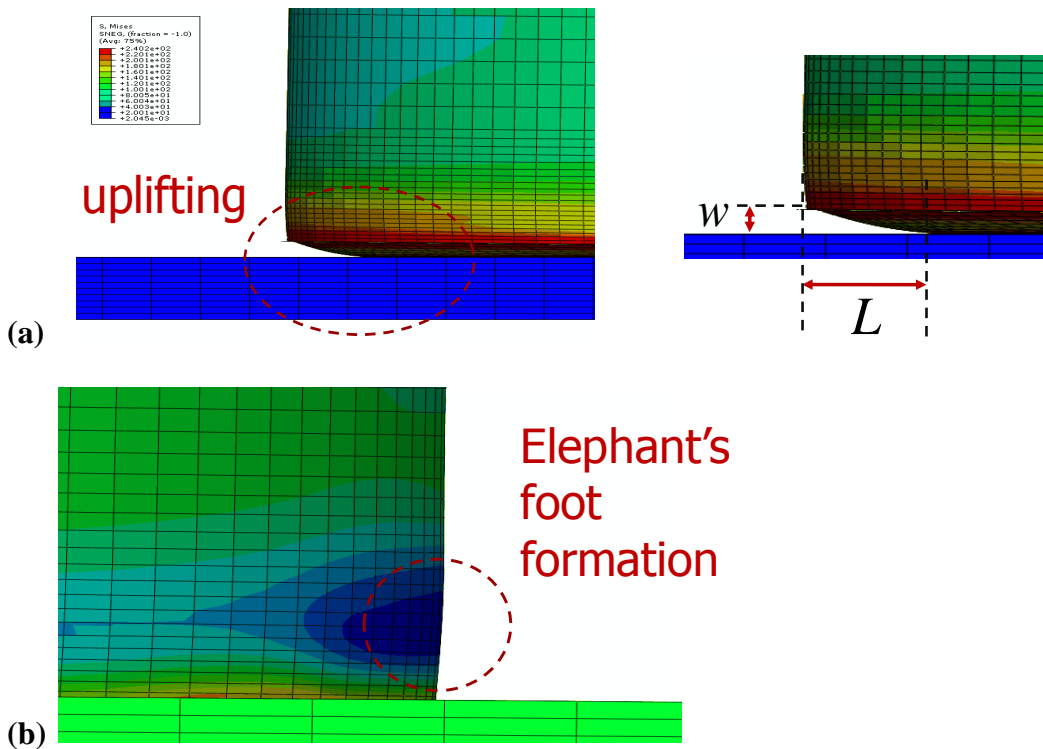 S, Mises
SNEG, (fraction = -1.0)
(Avg: 75%)
+2.402e+02
+2.201e+02
+2.001e+02
+1.801e+02
+1.601e+02
+1.401e+02
+1.201e+02
+1.001e+02
+8.005e+01
+6.004e+01
+4.003e+01
+2.001e+01
+2.045e-03
uplifting
w
L
(a)
Elephant's
foot
formation
(b)